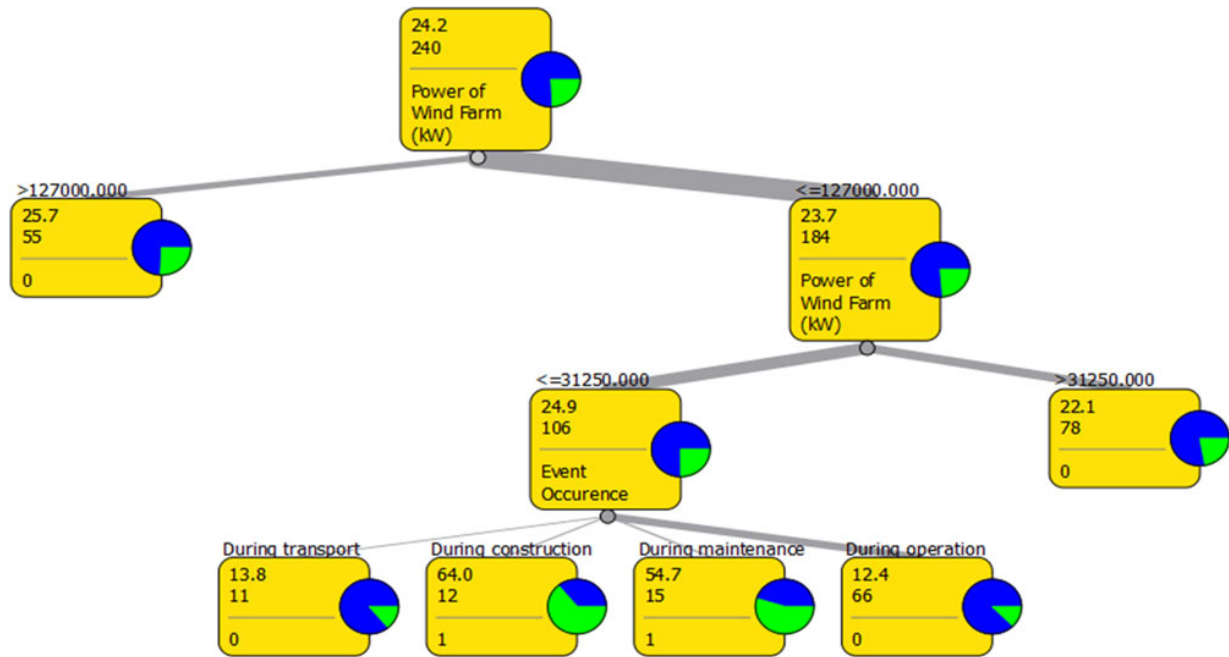 24.2
240
Power of
Wind Farm
(kW)
>127000.000
<=127000.000
25.7
55
0
23.7
184
Power of
Wind Farm
(kW)
<=31250.000
>31250.000
24.9
106
Event
Occurence
22.1
78
0
During transport
During construction
During maintenance
During operation
13.8
11
0
64.0
12
1
54.7
15
1
12.4
66
0